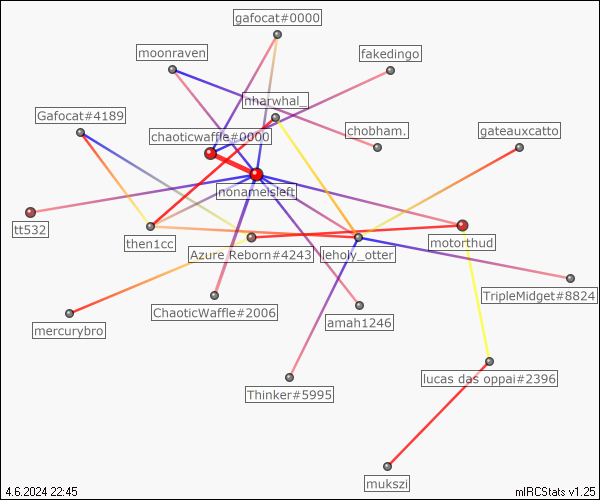 gafocat#0000
moonraven
fakedingo
nharwhal_
Gafocat#4189
chaoticwaffle#0000
chobham.
gateauxcatto
nonameisleft
tt532
then1cc
Azure Reborn#4243
leholy_otter
motorthud
TripleMidget#8824
ChaoticWaffle#2006
amah1246
mercurybro
lucas das oppai#2396
Thinker#5995
mukszi
4.6.2024 22:45
mIRCStats v1.25